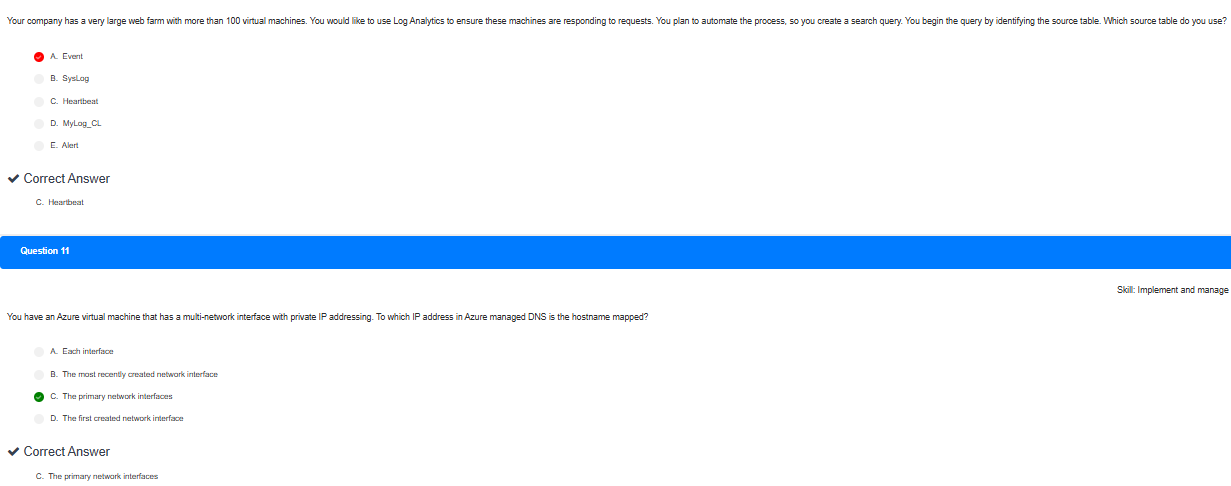 Your company has a very large web farm with more than 100 virtual machines. You would like to use Log Analytics to ensure these machines are responding to requests. You plan to automate the process, so you create a search query. You begin the query by identifying the source table. Which source table do you use?
A. Event
B. SysLog
C. Heartbeat
D. MyLog_CL
E. Alert
Correct Answer
C. Heartbeat
Question 11
Skill: Implement and manage
You have an Azure virtual machine that has a multi-network interface with private IP addressing. To which IP address in Azure managed DNS is the hostname mapped?
A. Each interface
B. The most recently created network interface
C. The primary network interfaces
D. The first created network interface
Correct Answer
C. The primary network interfaces